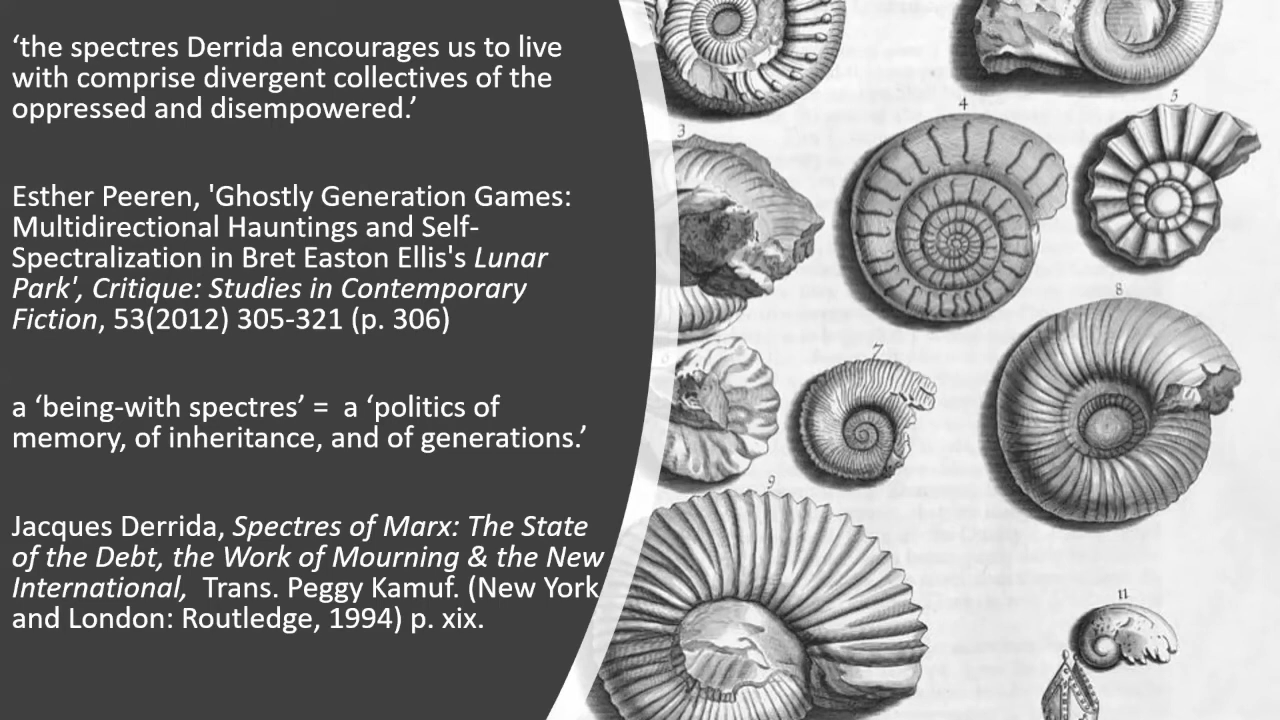 ‘the spectres Derrida encourages us to live
with comprise divergent collectives of the
oppressed and disempowered.’
Esther Peeren, 'Ghostly Generation Games:
Multidirectional Hauntings and Self-
Spectralization in Bret Easton Ellis's Lunar
Park', Critique: Studies in Contemporary
Fiction, 53(2012) 305-321 (p. 306)
a ‘being-with spectres’ =  a ‘politics of
memory, of inheritance, and of generations.’
Jacques Derrida, Spectres of Marx: The State
of the Debt, the Work of Mourning & the New
International,  Trans. Peggy Kamuf. (New York
and London: Routledge, 1994) p. xix.
3
4
5
7
8
9
11